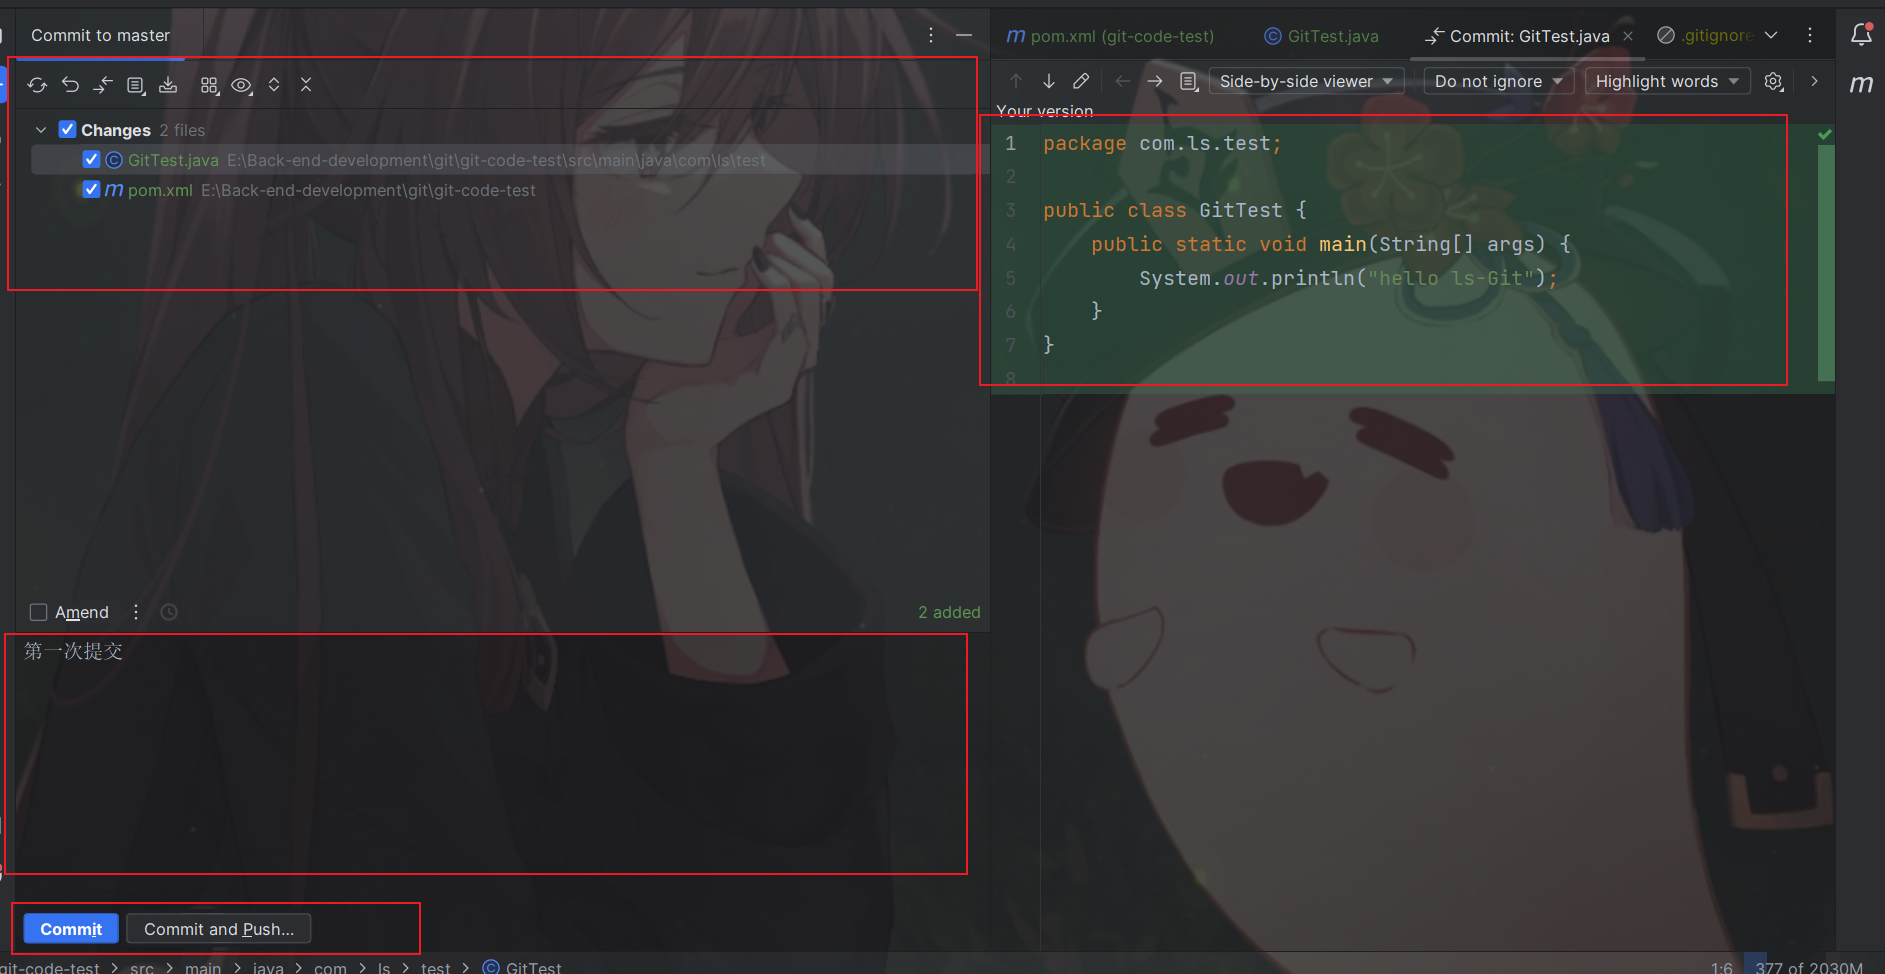 Commit to master
Changes 2 files
GitTest.java E:\Back-end-development\git\git-code-test\src\main\java\com\ls\test
pom.xml E:\Back-end-development\git\git-code-test
Amend
2 added
第一次提交
Commit
Commit and Push...
m pom.xml (git-code-test)
GitTest.java
Commit: GitTest.java
.gitignore
Side-by-side viewer
Do not ignore
Highlight words
m
Your version
1 package com.ls.test;
2
3 public class GitTest {
4 public static void main(String[] args) {
5 System.out.println("hello ls-Git");
6 }
7 }
8
git-code-test > src > main > java > com > ls > test > GitTest
1:6 377 of 2030M